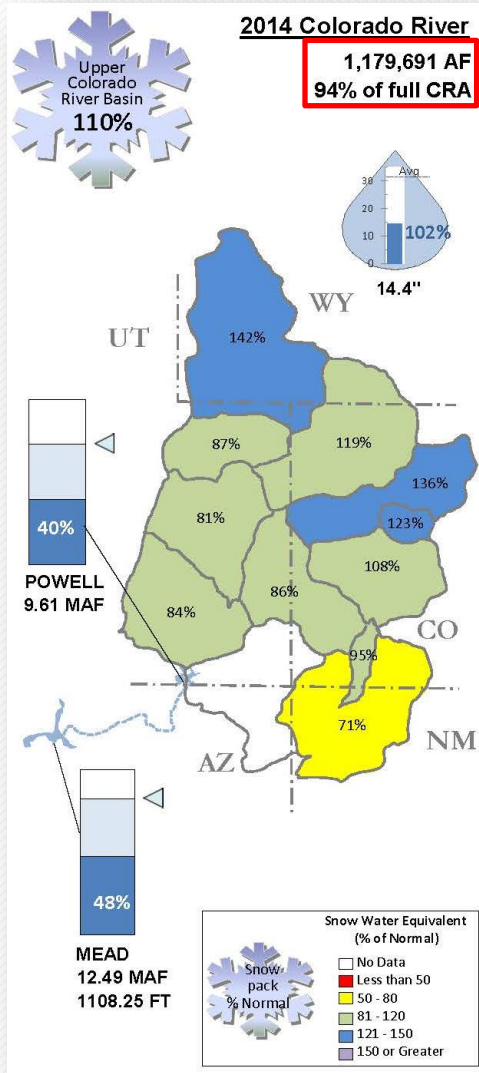 2014 Colorado River
1,179,691 AF
94% of full CRA
Upper
Colorado
River Basin
110%
Avg
30
20
10
0
102%
14.4"
WY
UT
142%
87%
119%
136%
123%
81%
86%
108%
84%
95%
CO
71%
AZ
NM
40%
POWELL
9.61 MAF
48%
MEAD
12.49 MAF
1108.25 FT
Snow
pack
% Normal
Snow Water Equivalent
(% of Normal)
No Data
Less than 50
50 - 80
81 - 120
121 - 150
150 or Greater